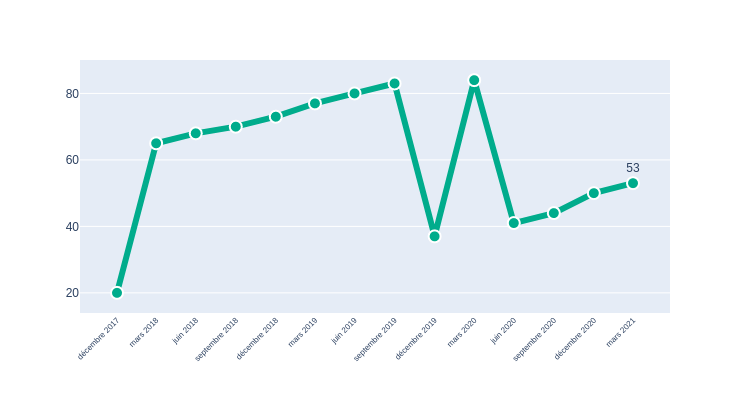 80
60
40
20
53
décembre 2017
mars 2018
juin 2018
septembre 2018
décembre 2018
mars 2019
juin 2019
septembre 2019
décembre 2019
mars 2020
juin 2020
septembre 2020
décembre 2020
mars 2021